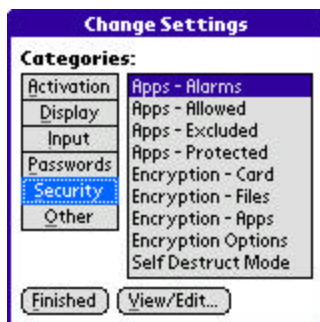 Change Settings
Categories:
Activation
Display
Input
Passwords
Security
Other
Apps - Alarms
Apps - Allowed
Apps - Excluded
Apps - Protected
Encryption - Card
Encryption - Files
Encryption - Apps
Encryption Options
Self Destruct Mode
Finished
View/Edit...